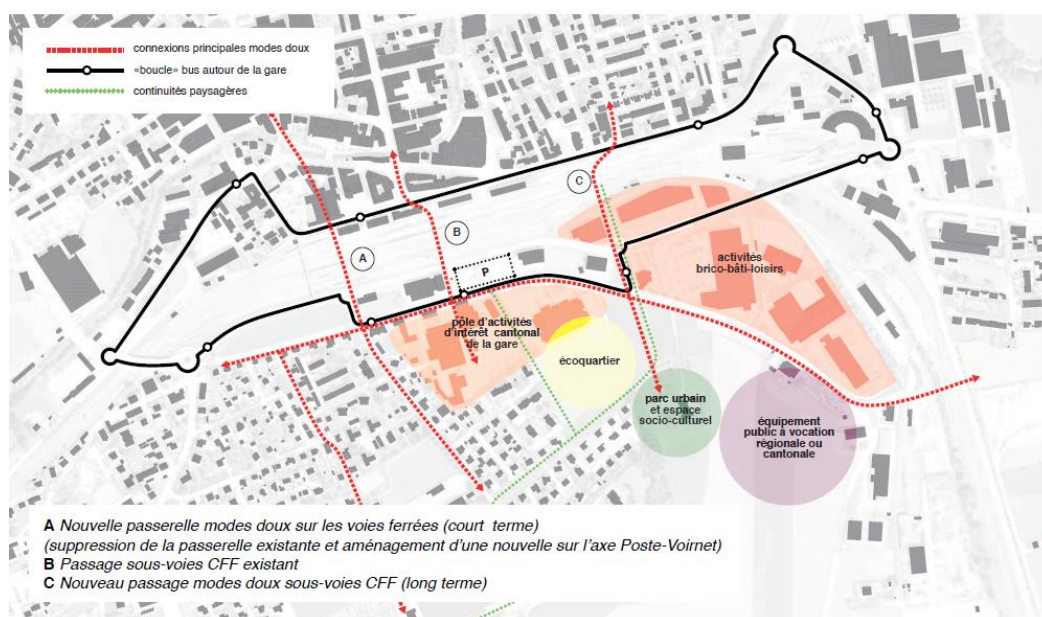 connexions principales modes doux
«boucle» bus autour de la gare
continuités paysagères
A
B
C
P
activités
brico-bâti-loisirs
pôle d'activités
d'intérêt cantonal
de la gare
écoquartier
parc urbain
et espace
socio-culturel
équipement
public à vocation
régionale ou
cantonale
A Nouvelle passerelle modes doux sur les voies ferrées (court terme)
(suppression de la passerelle existante et aménagement d'une nouvelle sur l'axe Poste-Voirnet)
B Passage sous-voies CFF existant
C Nouveau passage modes doux sous-voies CFF (long terme)